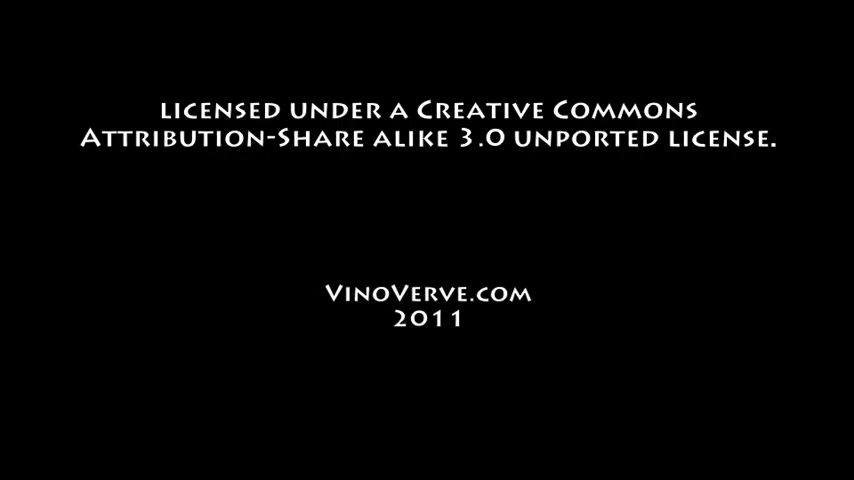 licensed under a Creative Commons
Attribution-Share alike 3.0 unported license.
VinoVerve.com
2011